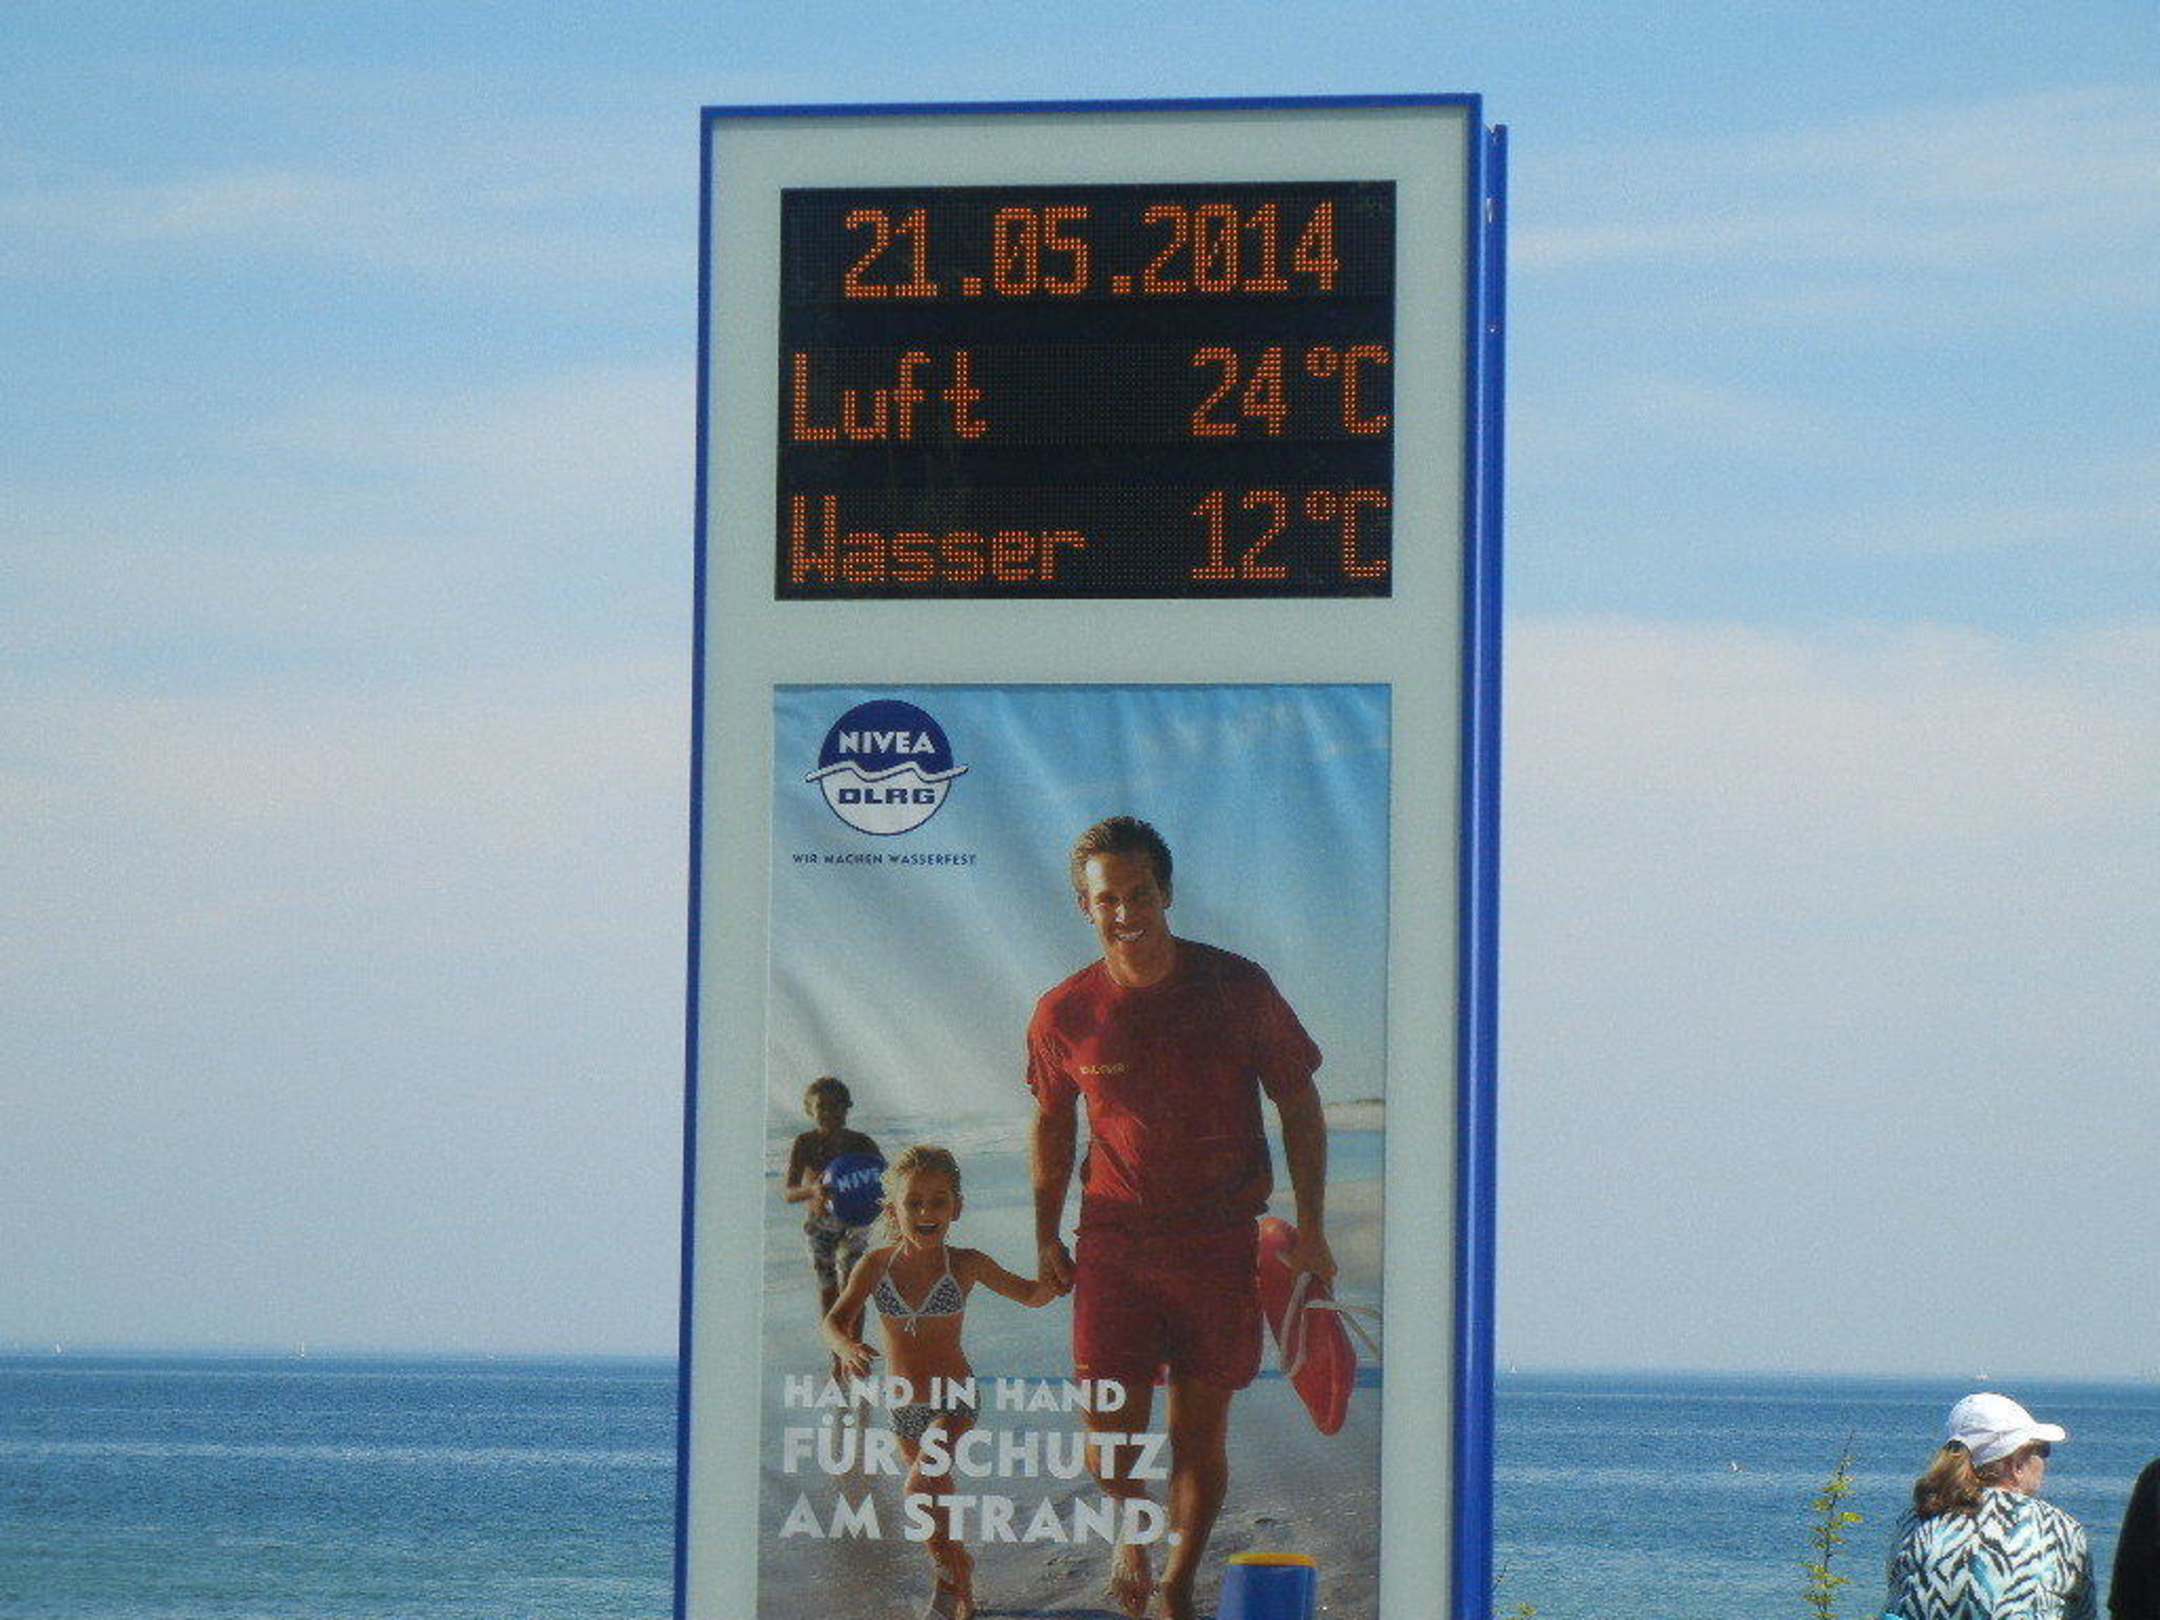 21.05.2014
Luft 24°C
Wasser 12°C
NIVEA
DLRG
WIR MACHEN WASSERFEST
NIVE
HAND IN HAND
FÜR SCHUTZ
AM STRAND.